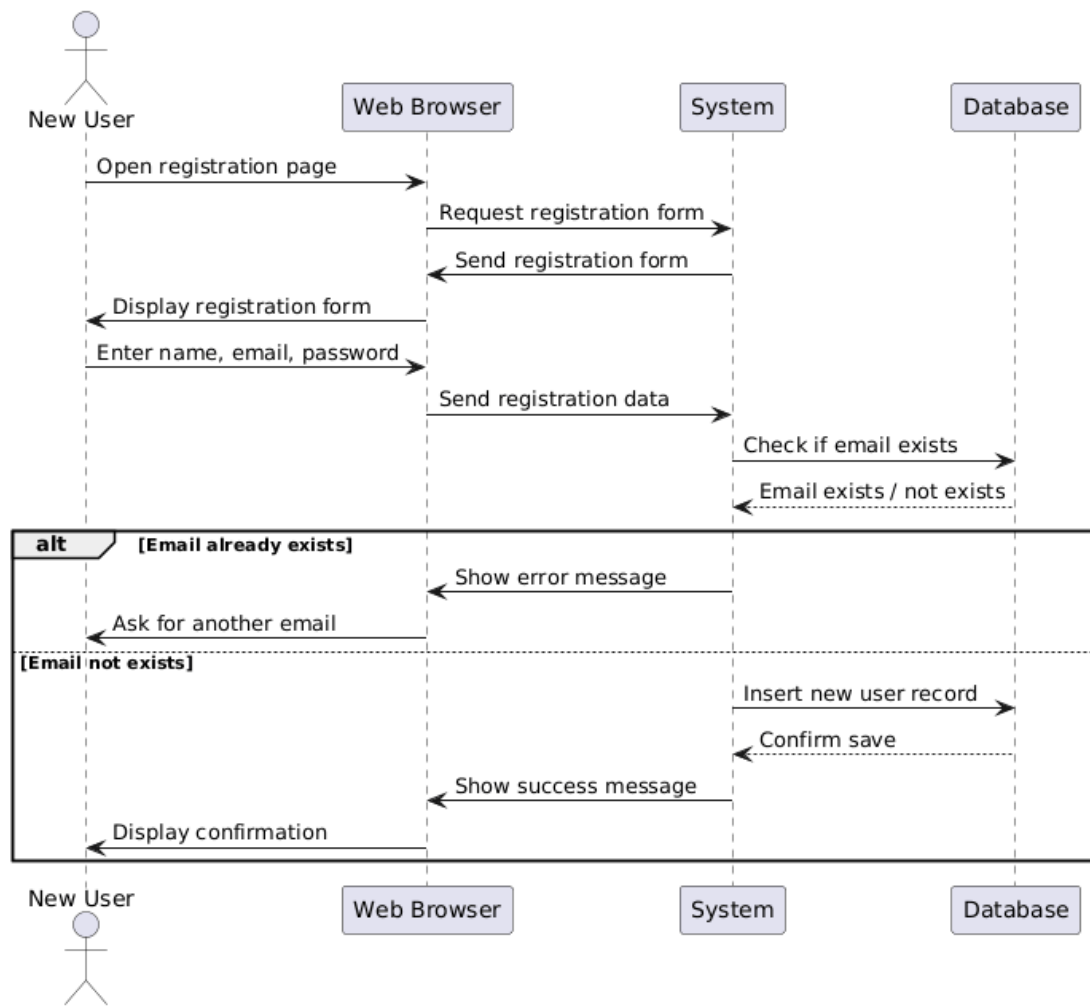 New User
Web Browser
System
Database
Open registration page
Request registration form
Send registration form
Display registration form
Enter name, email, password
Send registration data
Check if email exists
Email exists / not exists
alt [Email already exists]
Show error message
Ask for another email
[Email not exists]
Insert new user record
Confirm save
Show success message
Display confirmation
New User
Web Browser
System
Database